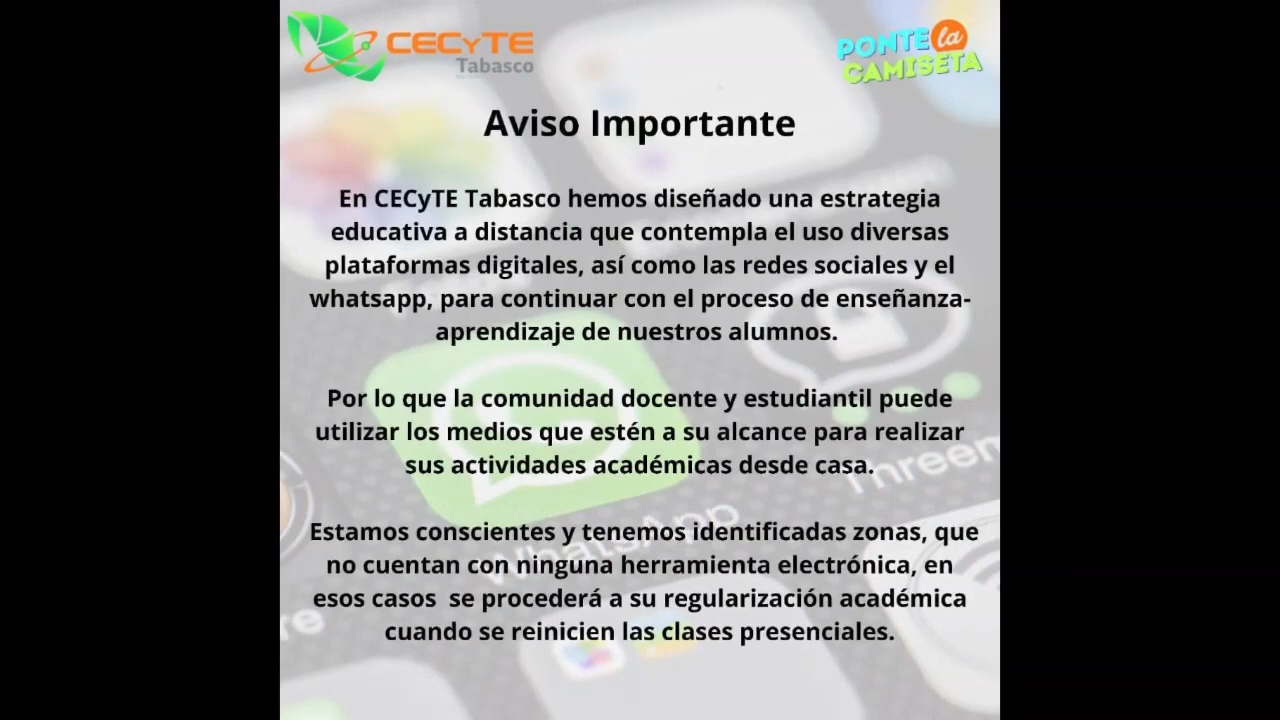 CECyTE
Tabasco
PONTE la
CAMISETA
Aviso Importante
En CECyTE Tabasco hemos diseñado una estrategia
educativa a distancia que contempla el uso diversas
plataformas digitales, así como las redes sociales y el
whatsapp, para continuar con el proceso de enseñanza-
aprendizaje de nuestros alumnos.
Por lo que la comunidad docente y estudiantil puede
utilizar los medios que estén a su alcance para realizar
sus actividades académicas desde casa.
Estamos conscientes y tenemos identificadas zonas, que
no cuentan con ninguna herramienta electrónica, en
esos casos  se procederá a su regularización académica
cuando se reinicien las clases presenciales.
WhatsApp